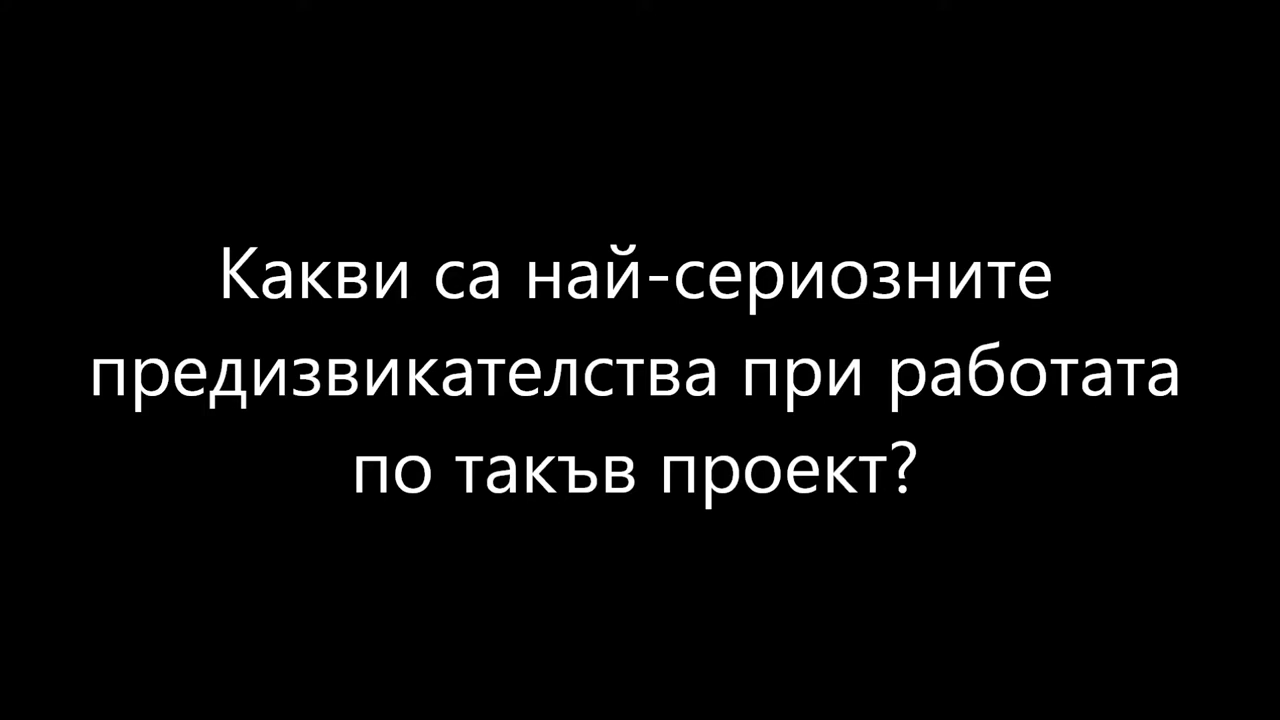 Какви са най-сериозните
предизвикателства при работата
по такъв проект?